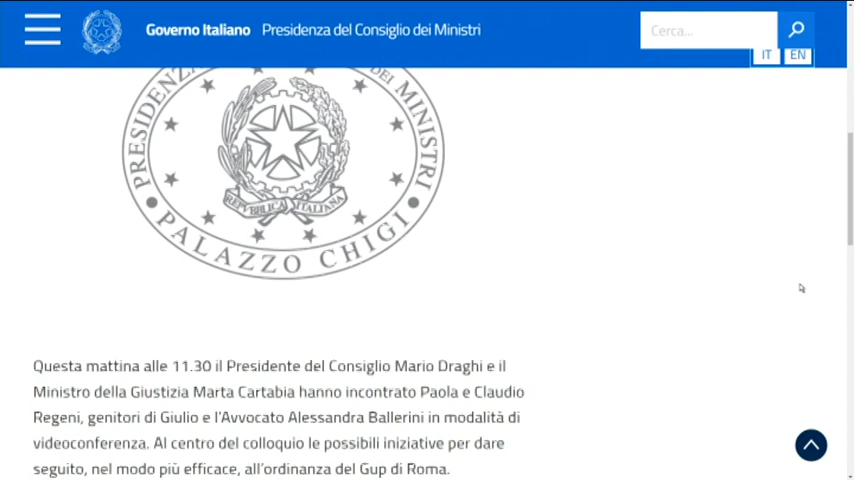 Governo Italiano Presidenza del Consiglio dei Ministri
Cerca...
IT EN
PRESIDENZA DEI MINISTRI
REPVBBLICA ITALIANA
PALAZZO CHIGI
Questa mattina alle 11.30 il Presidente del Consiglio Mario Draghi e il
Ministro della Giustizia Marta Cartabia hanno incontrato Paola e Claudio
Regeni, genitori di Giulio e l'Avvocato Alessandra Ballerini in modalità di
videoconferenza. Al centro del colloquio le possibili iniziative per dare
seguito, nel modo più efficace, all'ordinanza del Gup di Roma.